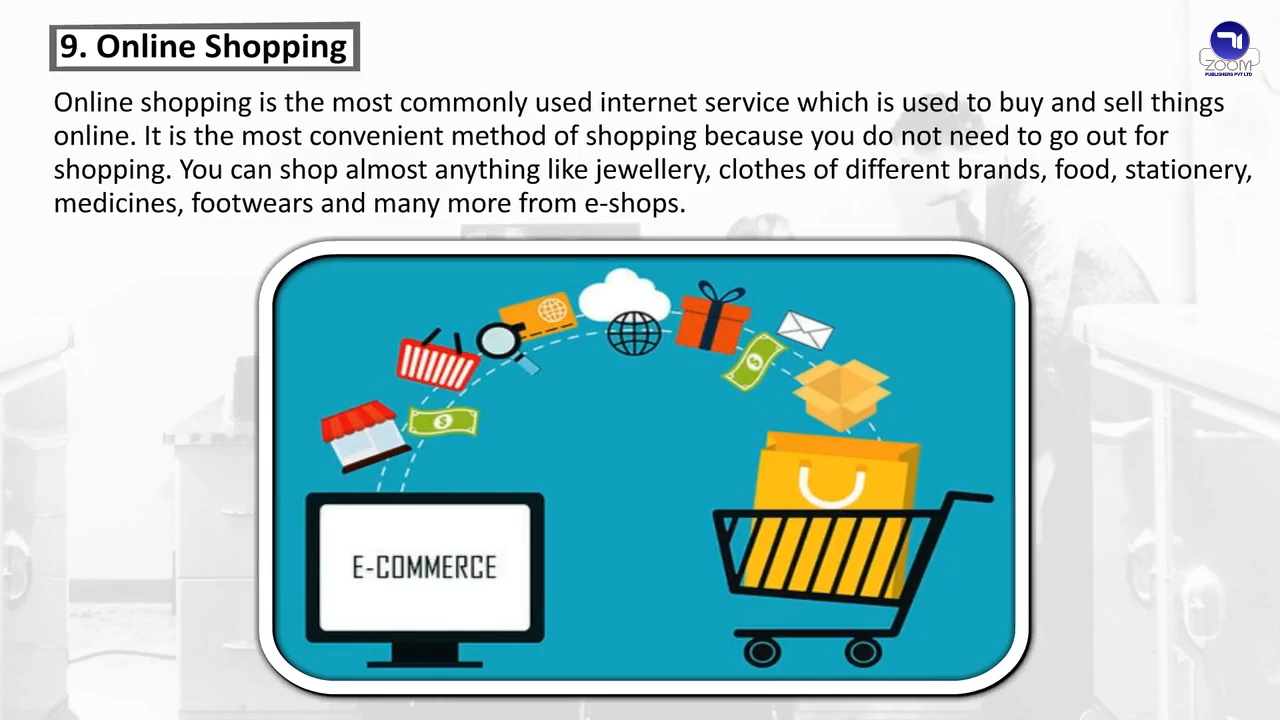 9. Online Shopping
ZOOM
PUBLISHERS PVT LTD
Online shopping is the most commonly used internet service which is used to buy and sell things
online. It is the most convenient method of shopping because you do not need to go out for
shopping. You can shop almost anything like jewellery, clothes of different brands, food, stationery,
medicines, footwears and many more from e-shops.
E-COMMERCE